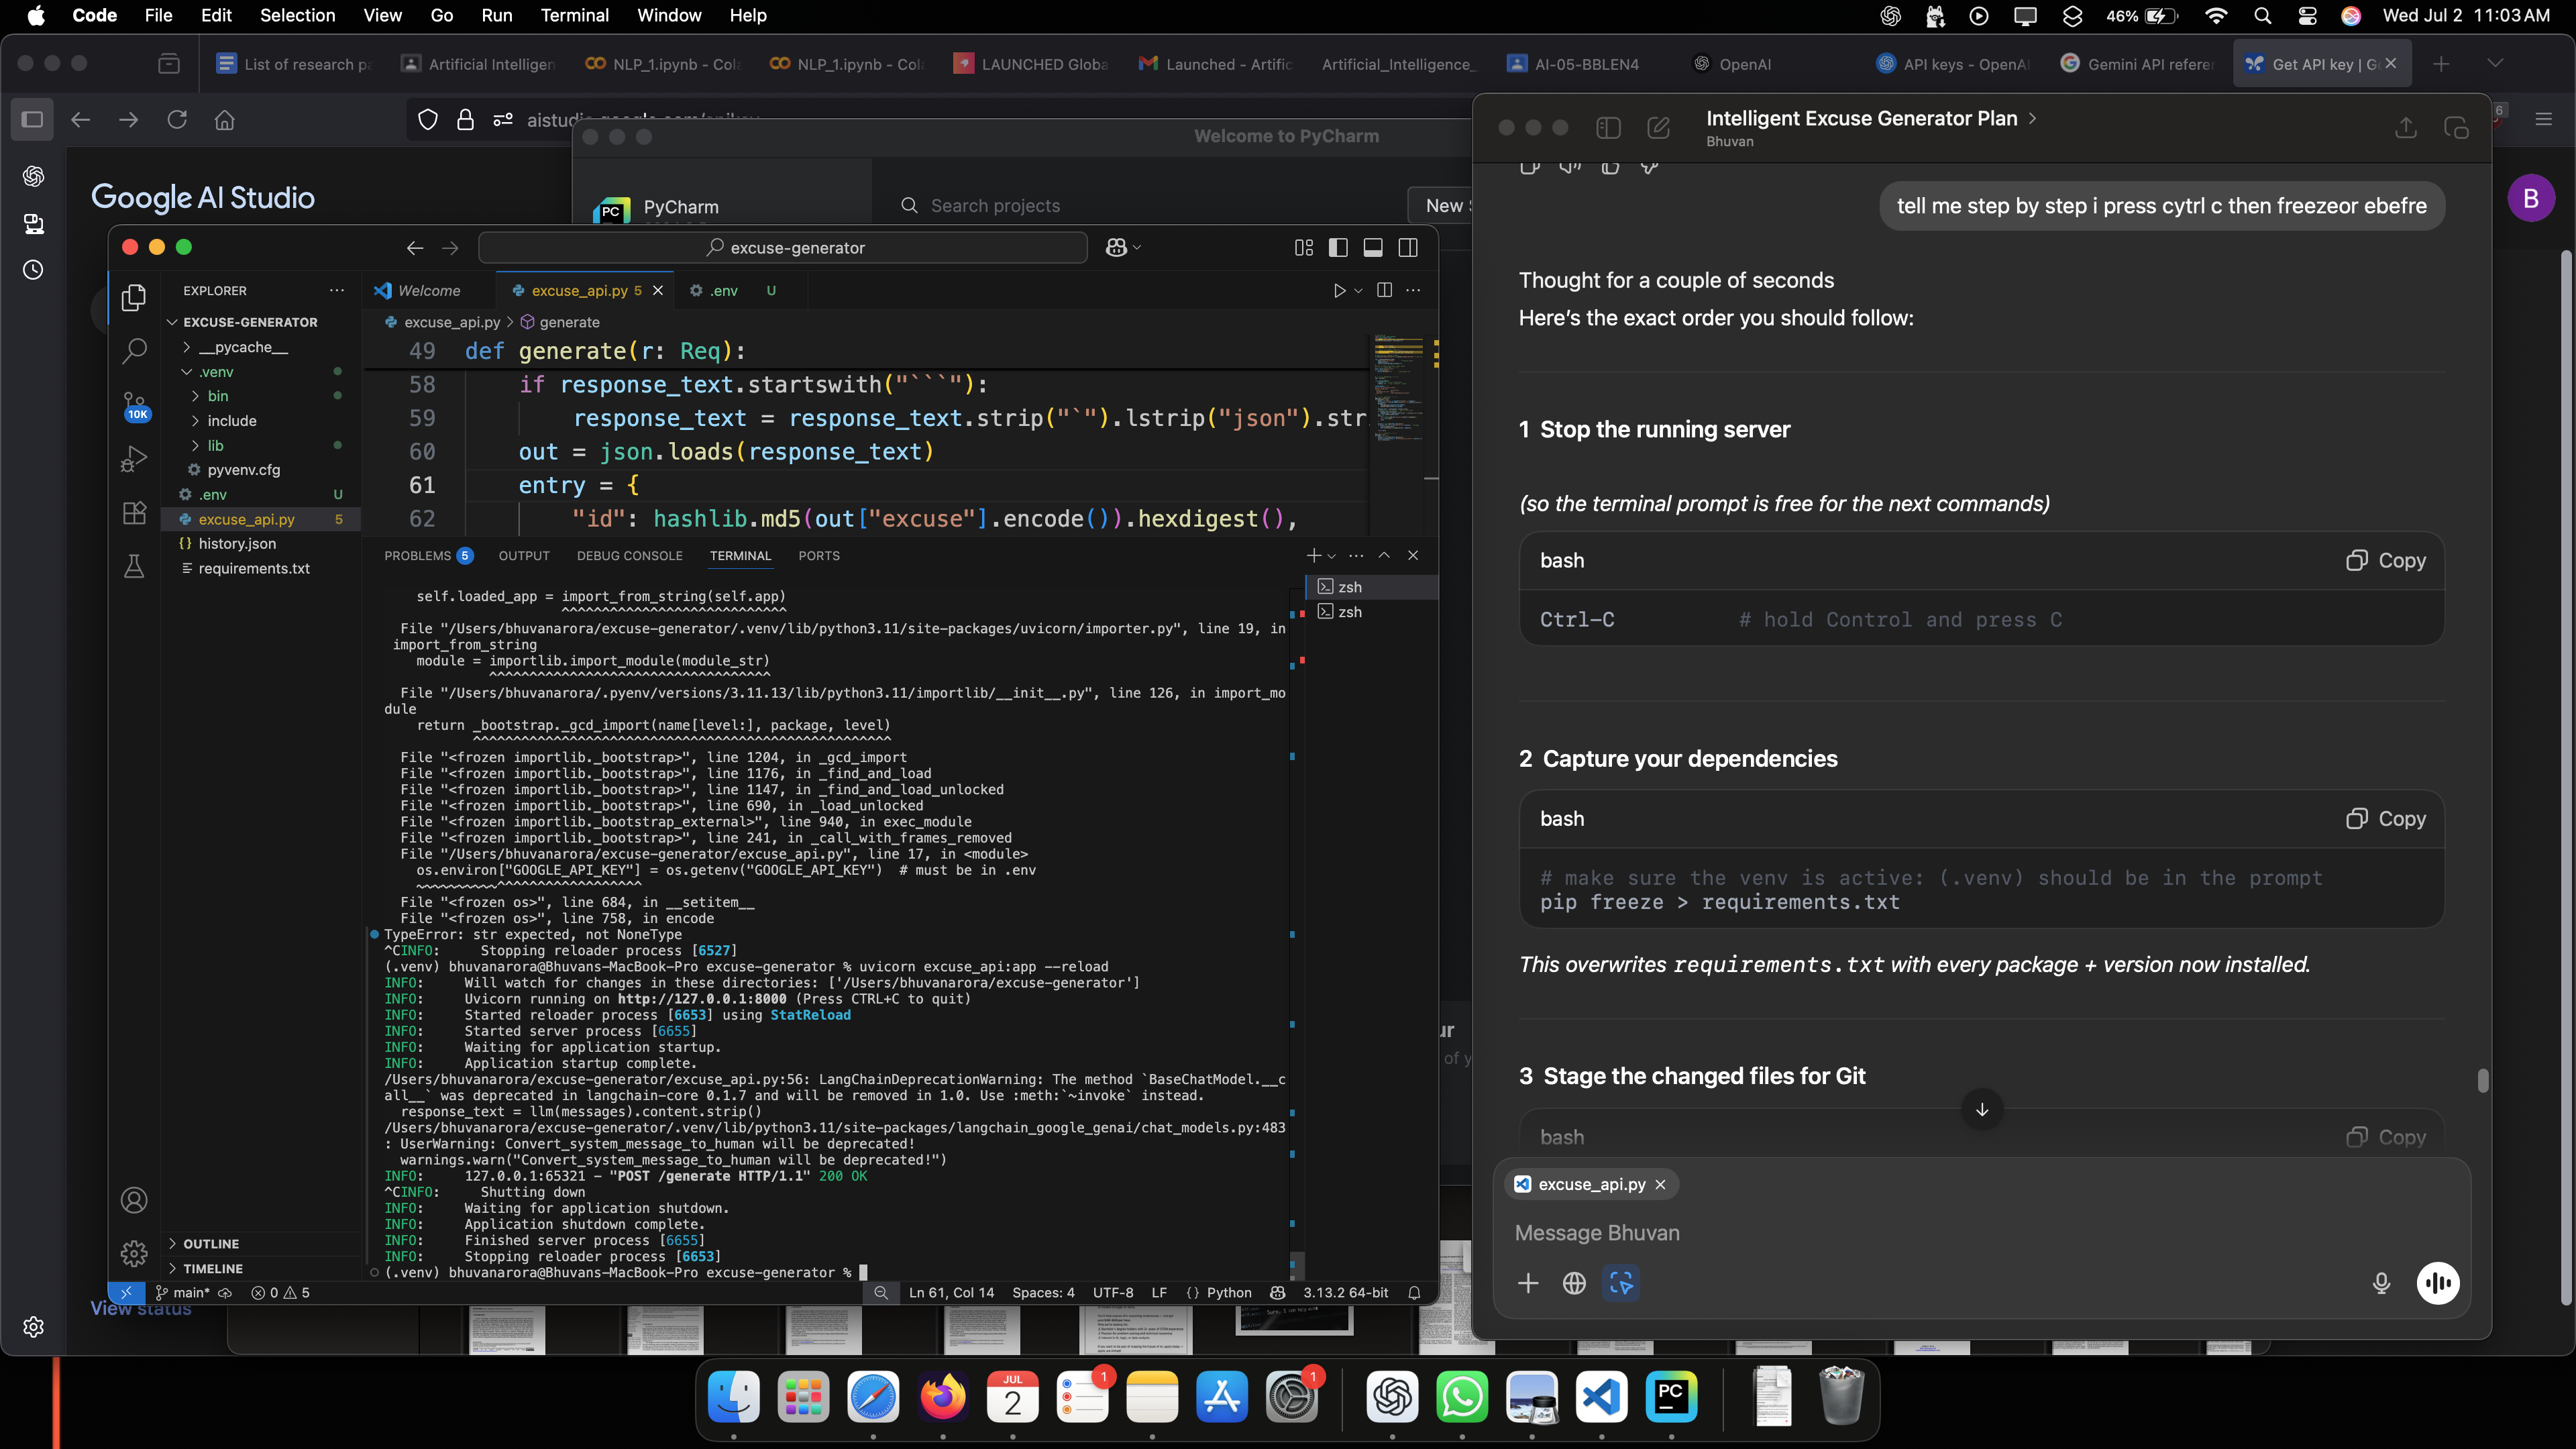 Code File Edit Selection View Go Run Terminal Window Help
46% Wed Jul 2 11:03 AM
List of research pa
Artificial Intelligen
NLP_1.ipynb - Cola
NLP_1.ipynb - Cola
LAUNCHED Globa
Launched - Artific
Artificial_Intelligence_
AI-05-BBLEN4
OpenAI
API keys - OpenAI
Gemini API referen
Get API key | G
6
Google AI Studio
B
View status
Welcome to PyCharm
PC PyCharm
Search projects
New
ur
of y
excuse-generator
EXPLORER
EXCUSE-GENERATOR
__pycache__
.venv
bin
include
lib
pyvenv.cfg
.env U
excuse_api.py 5
history.json
requirements.txt
10K
OUTLINE
TIMELINE
Welcome
excuse_api.py 5
.env U
excuse_api.py > generate
49 def generate(r: Req):
58 if response_text.startswith("```"):
59 response_text = response_text.strip("`").lstrip("json").str
60 out = json.loads(response_text)
61 entry = {
62 "id": hashlib.md5(out["excuse"].encode()).hexdigest(),
PROBLEMS 5 OUTPUT DEBUG CONSOLE TERMINAL PORTS
zsh
zsh
self.loaded_app = import_from_string(self.app)
^^^^^^^^^^^^^^^^^^^^^^^^^^^^
File "/Users/bhuvanarora/excuse-generator/.venv/lib/python3.11/site-packages/uvicorn/importer.py", line 19, in
import_from_string
module = importlib.import_module(module_str)
^^^^^^^^^^^^^^^^^^^^^^^^^^^^^^^^^^^
File "/Users/bhuvanarora/.pyenv/versions/3.11.13/lib/python3.11/importlib/__init__.py", line 126, in import_mo
dule
return _bootstrap._gcd_import(name[level:], package, level)
^^^^^^^^^^^^^^^^^^^^^^^^^^^^^^^^^^^^^^^^^^^^^^^^^^^^
File "<frozen importlib._bootstrap>", line 1204, in _gcd_import
File "<frozen importlib._bootstrap>", line 1176, in _find_and_load
File "<frozen importlib._bootstrap>", line 1147, in _find_and_load_unlocked
File "<frozen importlib._bootstrap>", line 690, in _load_unlocked
File "<frozen importlib._bootstrap_external>", line 940, in exec_module
File "<frozen importlib._bootstrap>", line 241, in _call_with_frames_removed
File "/Users/bhuvanarora/excuse-generator/excuse_api.py", line 17, in <module>
os.environ["GOOGLE_API_KEY"] = os.getenv("GOOGLE_API_KEY")  # must be in .env
~~~~~~~~~~^^^^^^^^^^^^^^^^^^
File "<frozen os>", line 684, in __setitem__
File "<frozen os>", line 758, in encode
TypeError: str expected, not NoneType
^CINFO: Stopping reloader process [6527]
(.venv) bhuvanarora@Bhuvans-MacBook-Pro excuse-generator % uvicorn excuse_api:app --reload
INFO: Will watch for changes in these directories: ['/Users/bhuvanarora/excuse-generator']
INFO: Uvicorn running on http://127.0.0.1:8000 (Press CTRL+C to quit)
INFO: Started reloader process [6653] using StatReload
INFO: Started server process [6655]
INFO: Waiting for application startup.
INFO: Application startup complete.
/Users/bhuvanarora/excuse-generator/excuse_api.py:56: LangChainDeprecationWarning: The method `BaseChatModel.__c
all__` was deprecated in langchain-core 0.1.7 and will be removed in 1.0. Use :meth:`~invoke` instead.
response_text = llm(messages).content.strip()
/Users/bhuvanarora/excuse-generator/.venv/lib/python3.11/site-packages/langchain_google_genai/chat_models.py:483
: UserWarning: Convert_system_message_to_human will be deprecated!
warnings.warn("Convert_system_message_to_human will be deprecated!")
INFO: 127.0.0.1:65321 - "POST /generate HTTP/1.1" 200 OK
^CINFO: Shutting down
INFO: Waiting for application shutdown.
INFO: Application shutdown complete.
INFO: Finished server process [6655]
INFO: Stopping reloader process [6653]
(.venv) bhuvanarora@Bhuvans-MacBook-Pro excuse-generator %
main* 0 5 Ln 61, Col 14 Spaces: 4 UTF-8 LF {} Python 3.13.2 64-bit
Intelligent Excuse Generator Plan >
Bhuvan
tell me step by step i press cytrl c then freezeor ebefre
Thought for a couple of seconds
Here's the exact order you should follow:
1 Stop the running server
(so the terminal prompt is free for the next commands)
bash Copy
Ctrl-C # hold Control and press C
2 Capture your dependencies
bash Copy
# make sure the venv is active: (.venv) should be in the prompt
pip freeze > requirements.txt
This overwrites requirements.txt with every package + version now installed.
3 Stage the changed files for Git
bash Copy
excuse_api.py
Message Bhuvan
JUL
2
1
1
PC